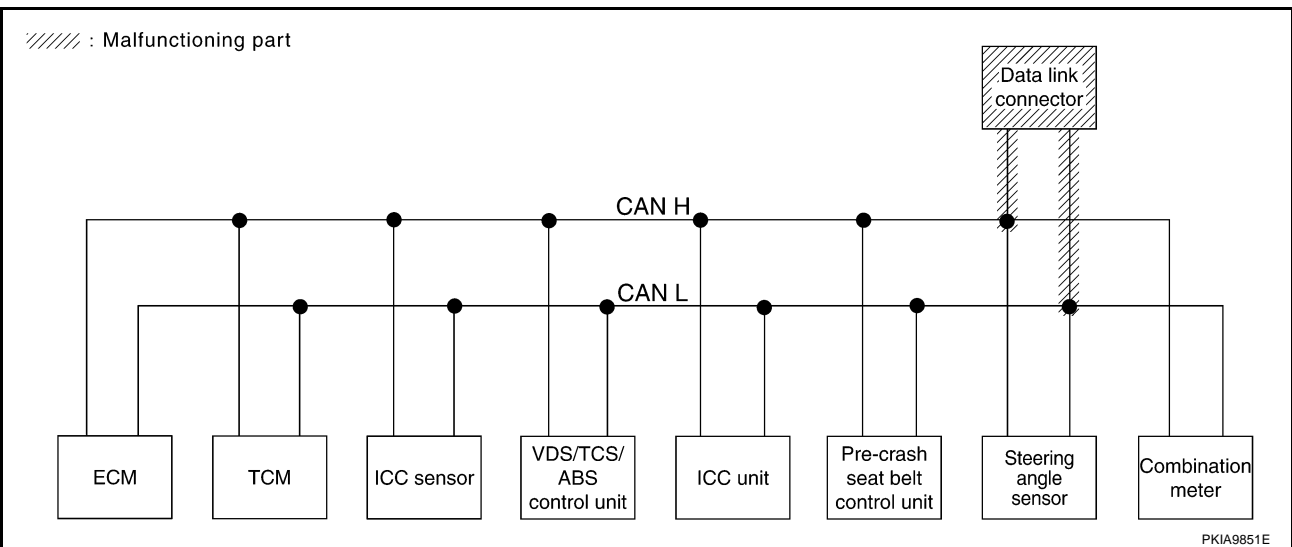 : Malfunctioning part
Data link
connector
CAN H
CAN L
ECM
TCM
ICC sensor
VDS/TCS/
ABS
control unit
ICC unit
Pre-crash
seat belt
control unit
Steering
angle
sensor
Combination
meter
PKIA9851E